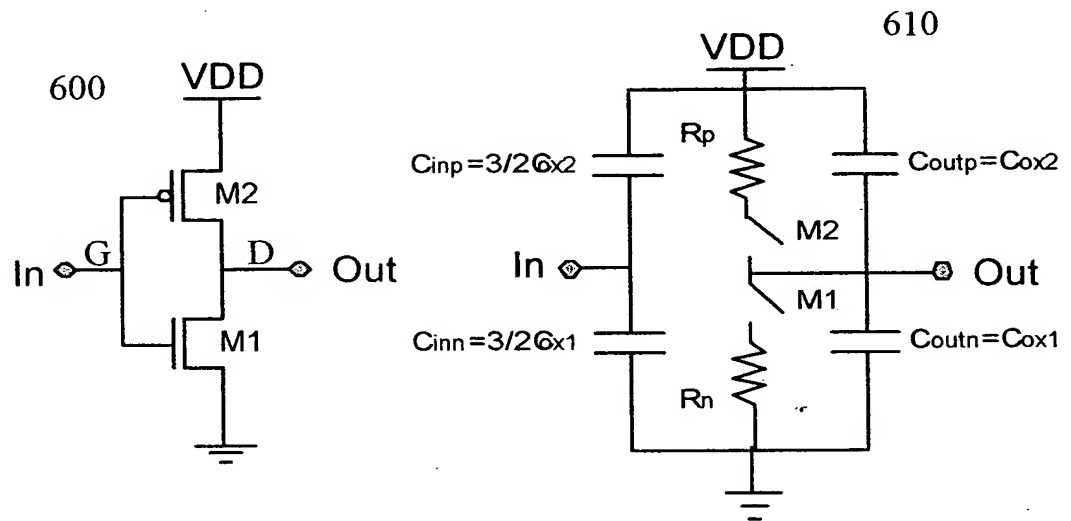 600
VDD
M2
In
G
D
Out
M1
610
VDD
Rp
Cinp=3/2Cox2
Coutp=Cox2
M2
In
Out
M1
Cinn=3/2Cox1
Coutn=Cox1
Rn